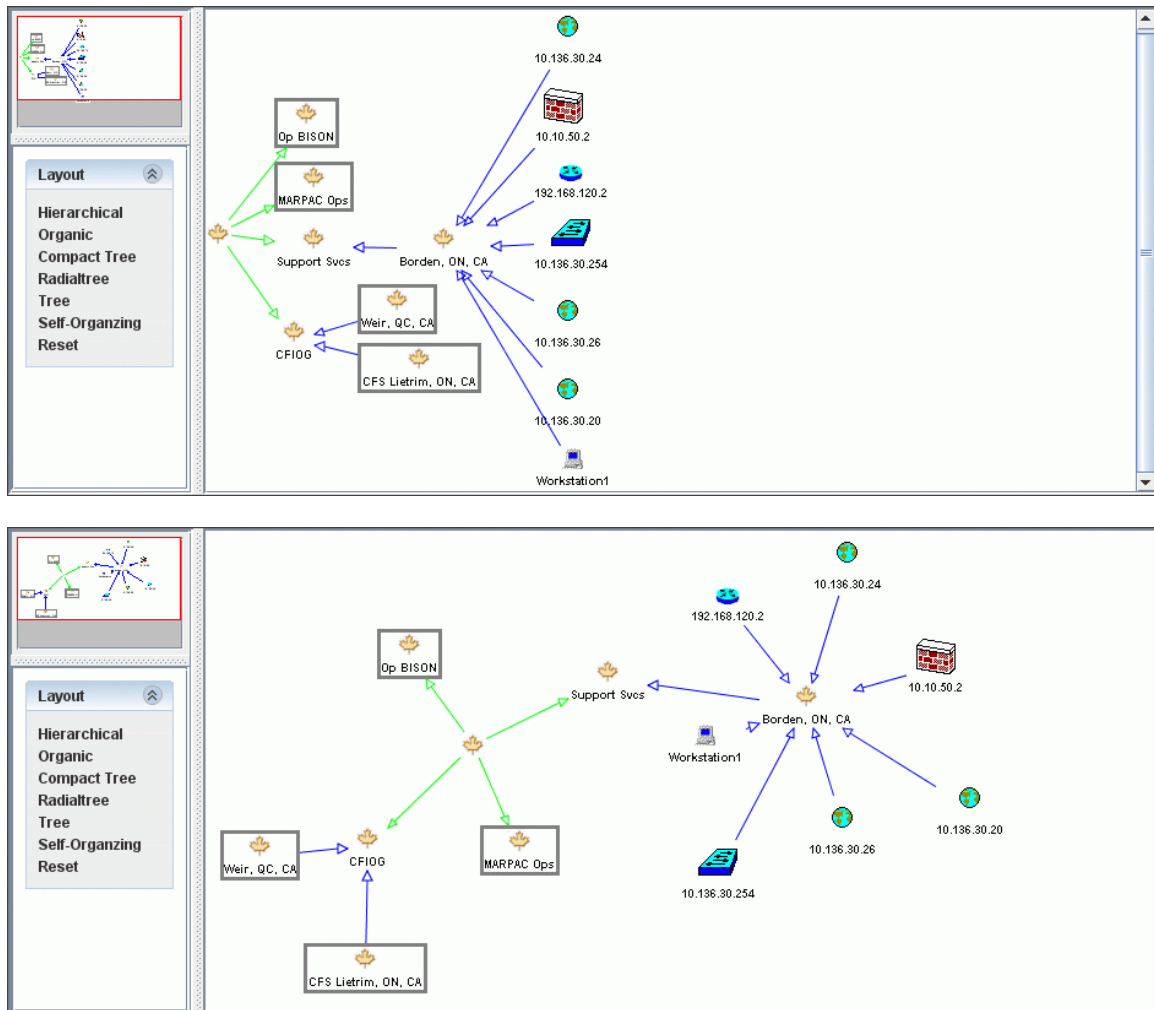 Layout
Hierarchical
Organic
Compact Tree
Radialtree
Tree
Self-Organzing
Reset
10.136.30.24
Op BISON
10.10.50.2
MARPAC Ops
192.168.120.2
Support Svcs
Borden, ON, CA
10.136.30.254
Weir, QC, CA
10.136.30.26
CFIOG
CFS Lietrim, ON, CA
10.136.30.20
Workstation1
Layout
Hierarchical
Organic
Compact Tree
Radialtree
Tree
Self-Organzing
Reset
10.136.30.24
192.168.120.2
Op BISON
10.10.50.2
Support Svcs
Borden, ON, CA
Workstation1
10.136.30.20
10.136.30.26
CFIOG
MARPAC Ops
Weir, QC, CA
10.136.30.254
CFS Lietrim, ON, CA